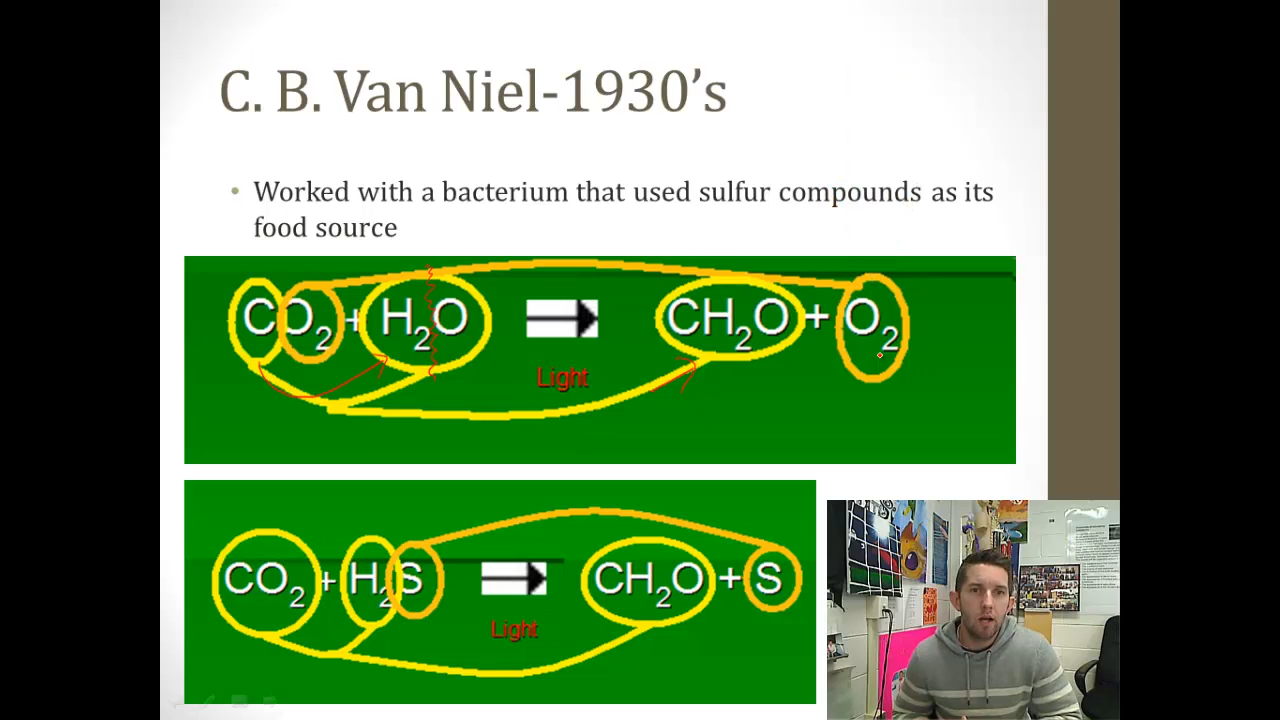 C. B. Van Niel-1930's
• Worked with a bacterium that used sulfur compounds as its
food source
CO2 + H2O CH2O + O2
Light
CO2 + H2S CH2O + S
Light